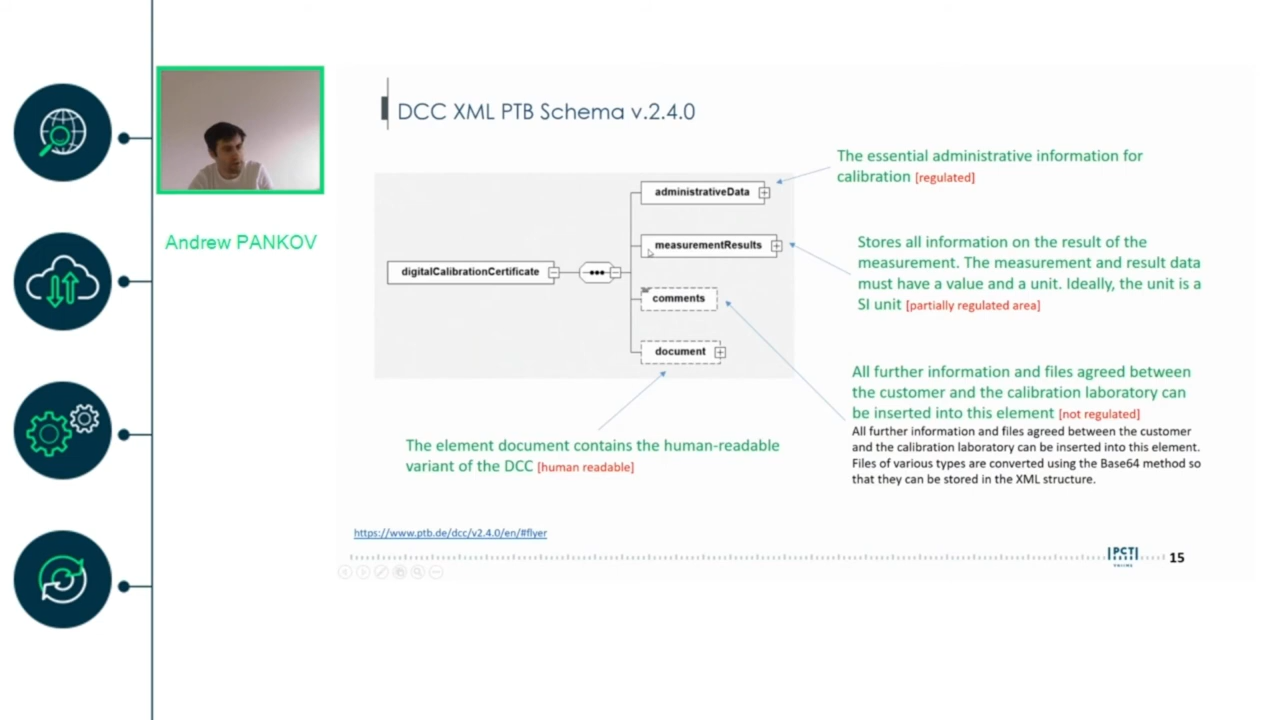 DCC XML PTB Schema v.2.4.0
Andrew PANKOV
digitalCalibrationCertificate
administrativeData
measurementResults
comments
document
The essential administrative information for
calibration [regulated]
Stores all information on the result of the
measurement. The measurement and result data
must have a value and a unit. Ideally, the unit is a
SI unit [partially regulated area]
All further information and files agreed between
the customer and the calibration laboratory can
be inserted into this element [not regulated]
All further information and files agreed between the customer
and the calibration laboratory can be inserted into this element.
Files of various types are converted using the Base64 method so
that they can be stored in the XML structure.
The element document contains the human-readable
variant of the DCC [human readable]
https://www.ptb.de/dcc/v2.4.0/en/#flyer
PCT
15